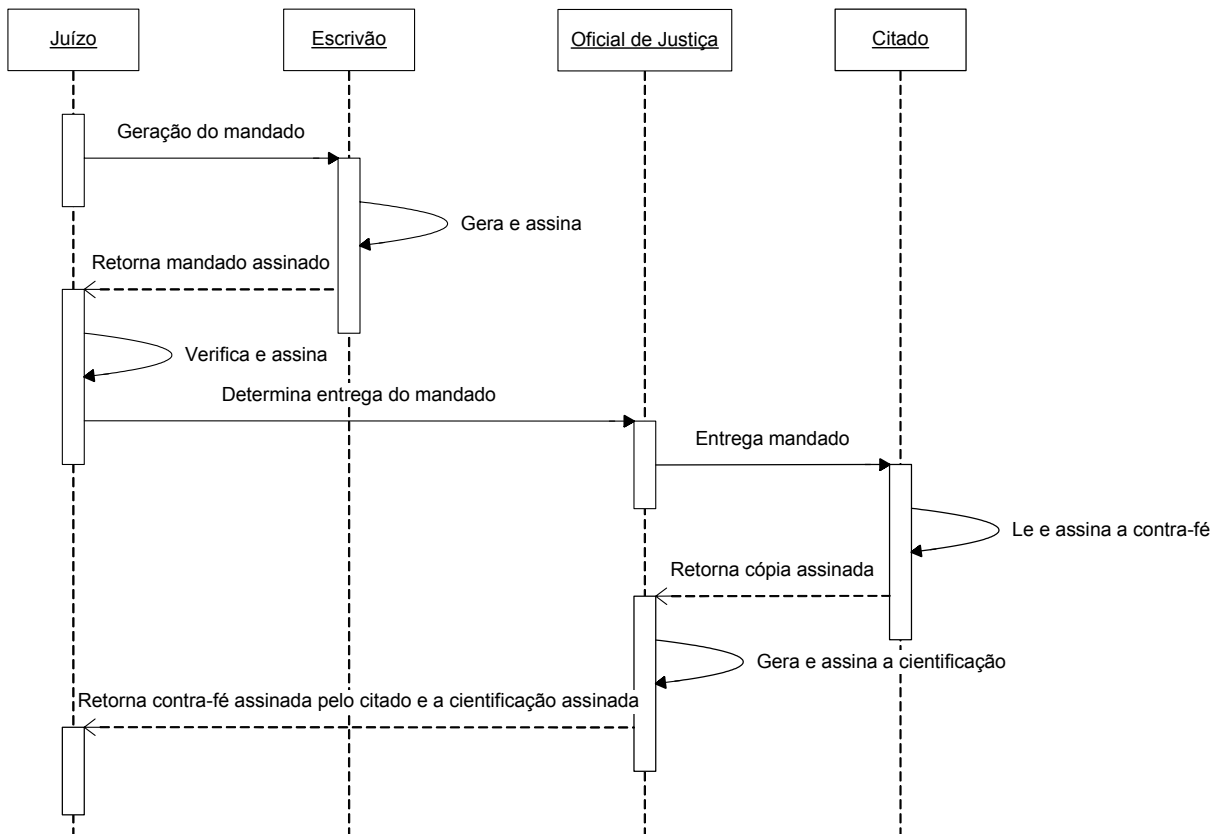 Juízo
Escrivão
Oficial de Justiça
Citado
Geração do mandado
Gera e assina
Retorna mandado assinado
Verifica e assina
Determina entrega do mandado
Entrega mandado
Le e assina a contra-fé
Retorna cópia assinada
Gera e assina a cientificação
Retorna contra-fé assinada pelo citado e a cientificação assinada